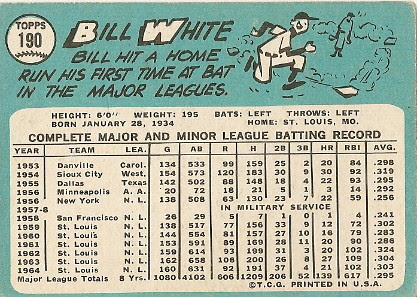 TOPPS
190
BILL WHITE
BILL HIT A HOME
RUN HIS FIRST TIME AT BAT
IN THE MAJOR LEAGUES.
HEIGHT: 6'0" WEIGHT: 195 BATS: LEFT THROWS: LEFT
BORN JANUARY 28, 1934 HOME: ST. LOUIS, MO.
COMPLETE MAJOR AND MINOR LEAGUE BATTING RECORD
YEAR TEAM LEA. G AB R H 2B 3B HR RBI AVG.
1953 Danville Carol. 134 533 99 159 25 2 20 84 .298
1954 Sioux City West. 154 573 120 183 30 9 30 92 .319
1955 Dallas Texas 142 502 88 148 18 4 22 93 .295
1956 Minneapolis A. A. 20 72 18 21 5 1 3 14 .292
1956 New York N.L. 138 508 63 130 23 7 22 59 .256
1957-8 IN MILITARY SERVICE
1958 San Francisco N.L. 26 29 5 7 1 0 1 4 .241
1959 St. Louis N.L. 138 517 77 156 33 9 12 72 .302
1960 St. Louis N.L. 144 554 81 157 27 10 16 79 .283
1961 St. Louis N.L. 153 591 89 169 28 11 20 90 .286
1962 St. Louis N.L. 159 614 93 199 31 3 20 102 .324
1963 St. Louis N.L. 162 658 106 200 26 8 27 109 .304
1964 St. Louis N.L. 160 631 92 191 37 4 21 102 .303
Major League Totals 8 Yrs. 1080 4102 606 1209 206 52 139 617 .295
©T.C.G. PRINTED IN U.S.A.